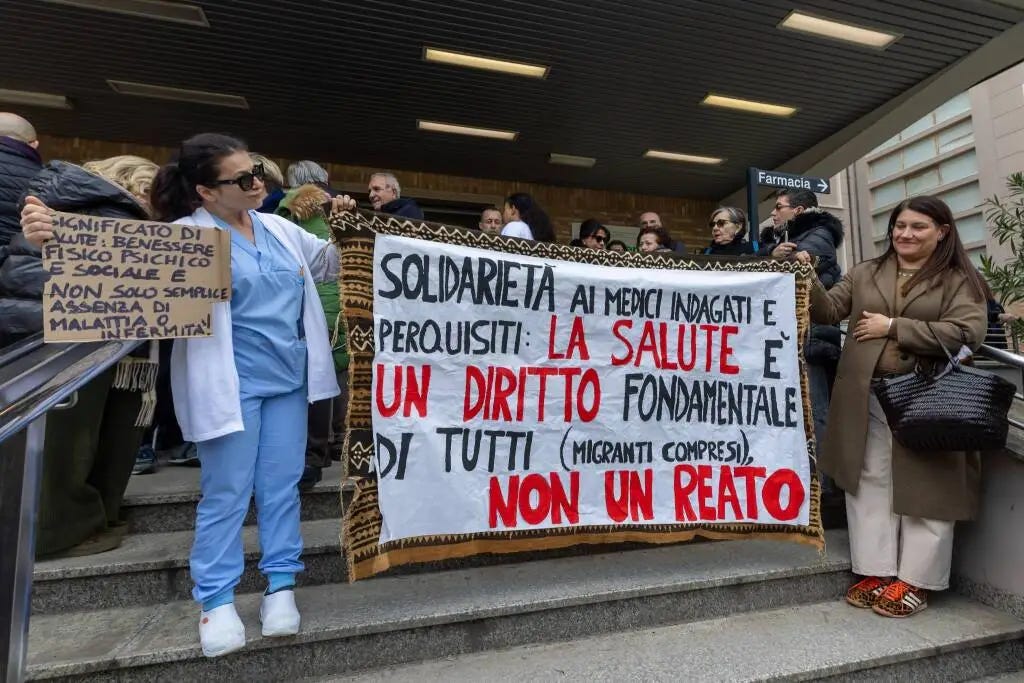 SIGNIFICATO DI
SALUTE: BENESSERE
FISICO PSICHICO
E SOCIALE E
NON SOLO SEMPLICE
ASSENZA DI
MALATTIA O
INFERMITÀ!
SOLIDARIETÀ AI MEDICI INDAGATI E
PERQUISITI: LA SALUTE È
UN DIRITTO FONDAMENTALE
DI TUTTI (MIGRANTI COMPRESI),
NON UN REATO
Farmacia →